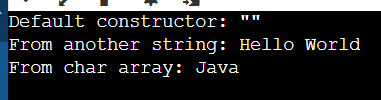 Default constructor: ""
From another string: Hello World
From char array: Java